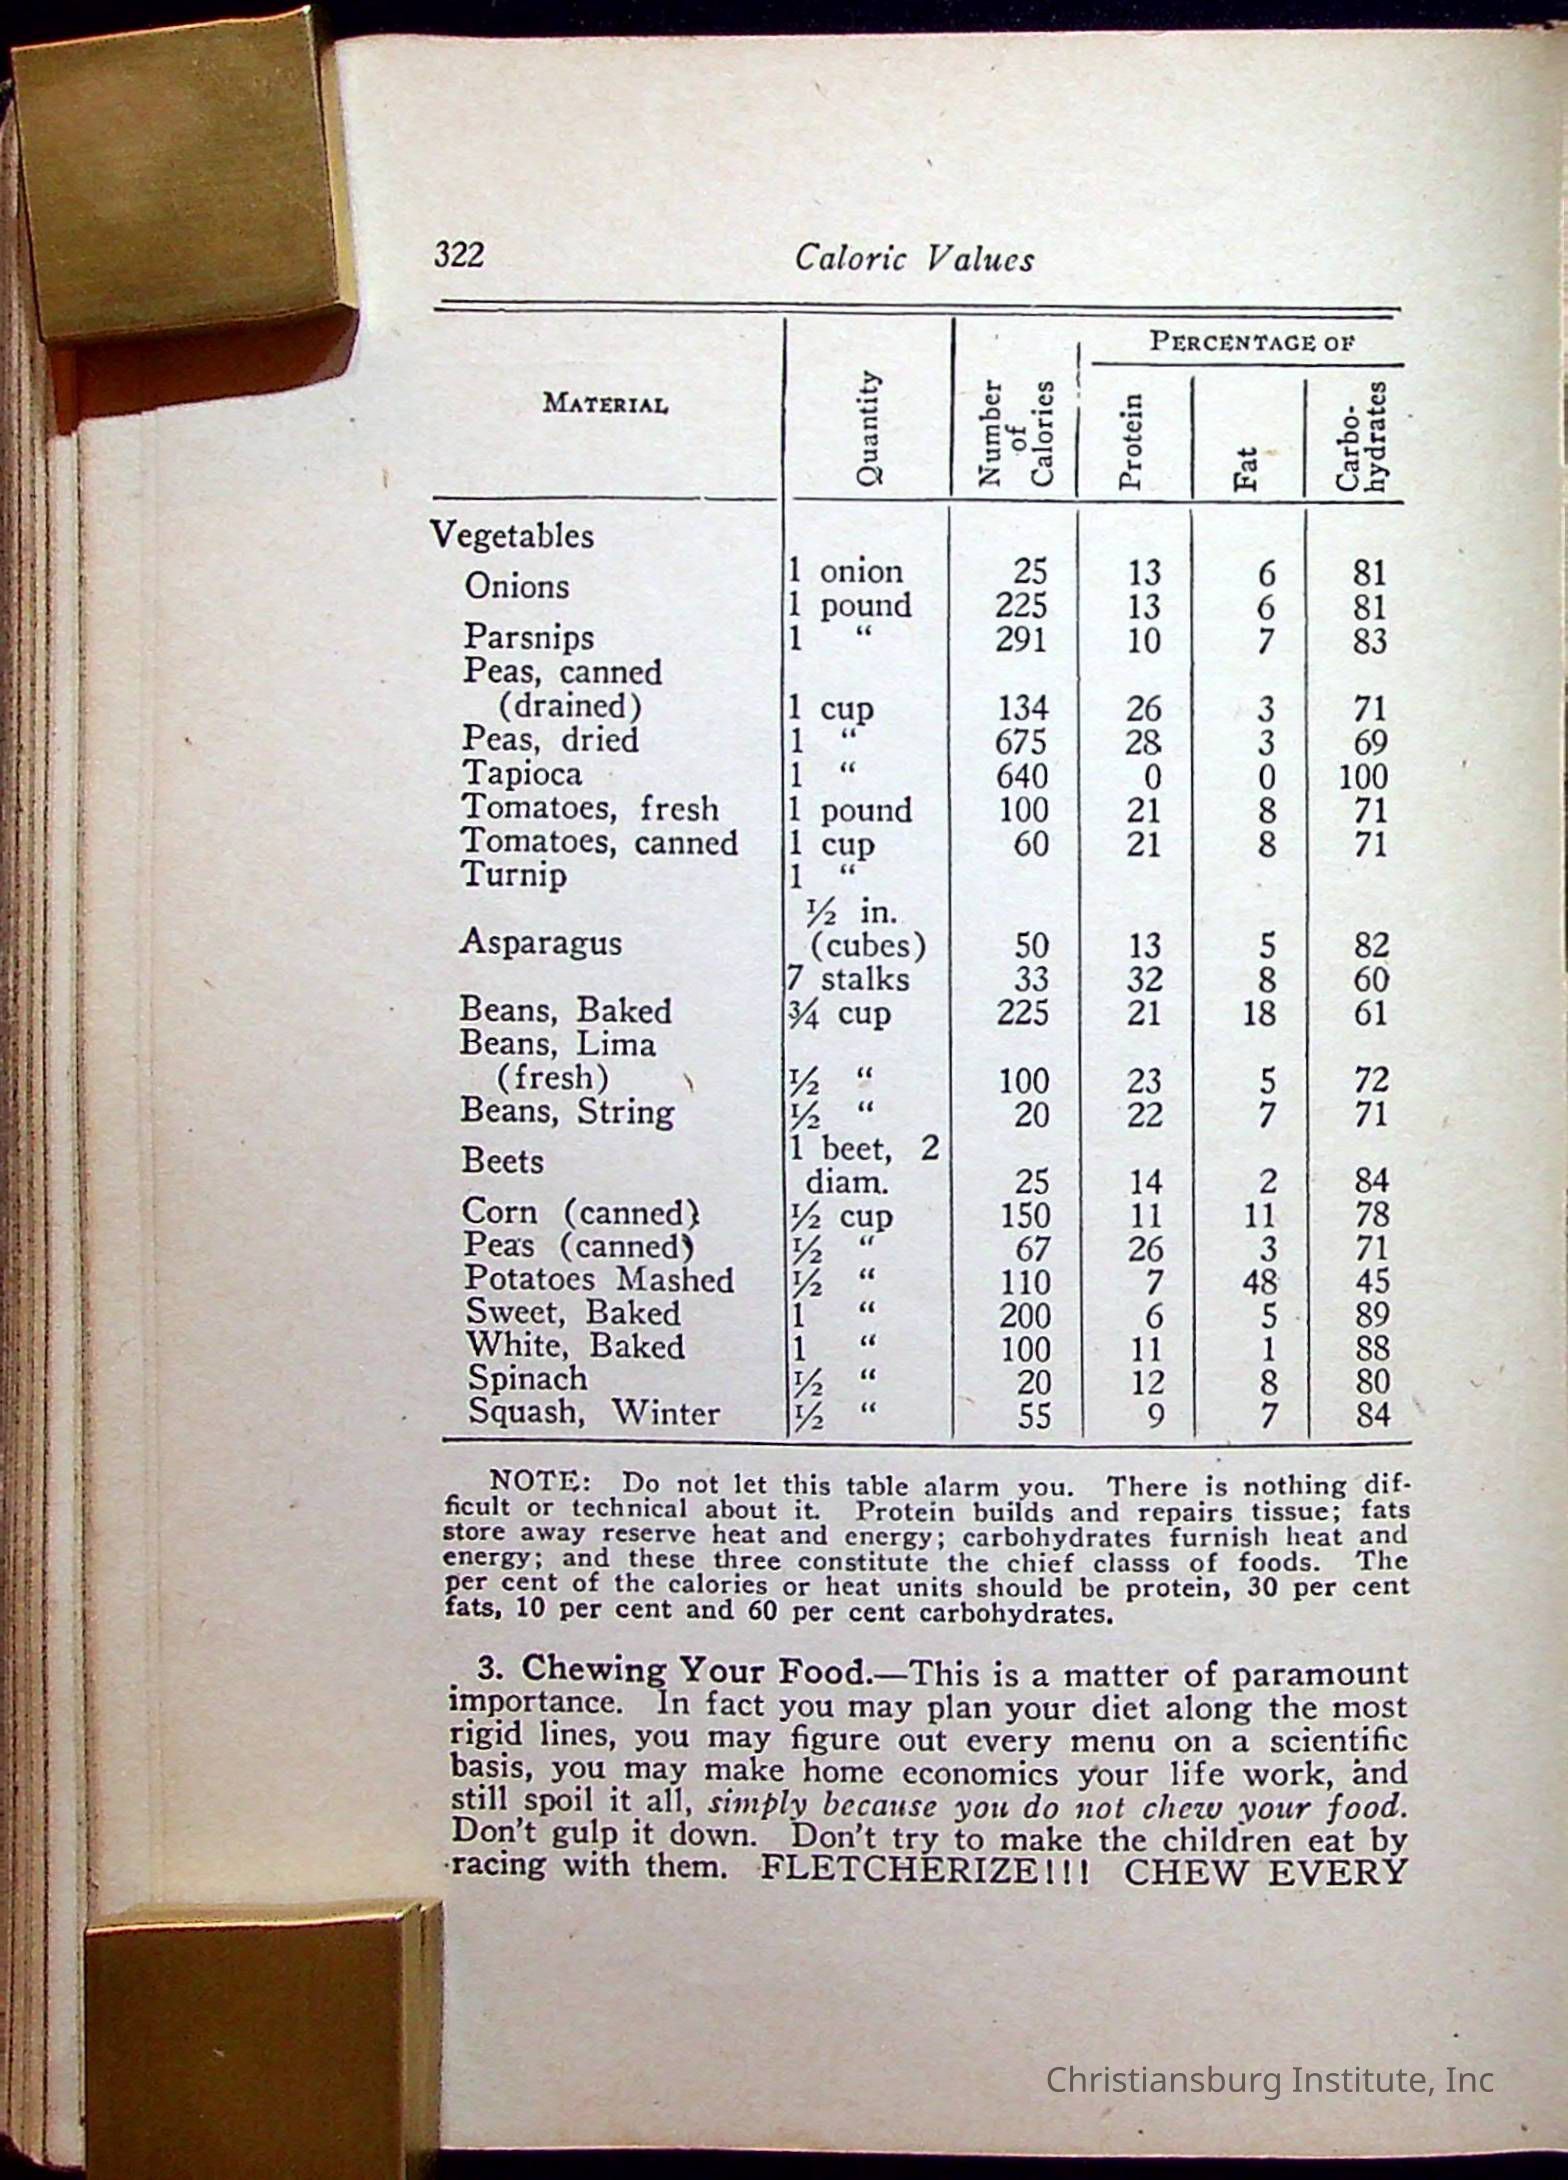 322 Caloric Values
PERCENTAGE OF
MATERIAL Quantity Number of Calories Protein Fat Carbo-hydrates
Vegetables
Onions 1 onion 25 13 6 81
1 pound 225 13 6 81
Parsnips 1 “ 291 10 7 83
Peas, canned
(drained) 1 cup 134 26 3 71
Peas, dried 1 “ 675 28 3 69
Tapioca 1 “ 640 0 0 100
Tomatoes, fresh 1 pound 100 21 8 71
Tomatoes, canned 1 cup 60 21 8 71
Turnip 1 “
½ in.
Asparagus (cubes) 50 13 5 82
7 stalks 33 32 8 60
Beans, Baked ¾ cup 225 21 18 61
Beans, Lima
(fresh) ½ “ 100 23 5 72
Beans, String ½ “ 20 22 7 71
Beets 1 beet, 2
diam. 25 14 2 84
Corn (canned) ½ cup 150 11 11 78
Peas (canned) ½ “ 67 26 3 71
Potatoes Mashed ½ “ 110 7 48 45
Sweet, Baked 1 “ 200 6 5 89
White, Baked 1 “ 100 11 1 88
Spinach ½ “ 20 12 8 80
Squash, Winter ½ “ 55 9 7 84
NOTE: Do not let this table alarm you. There is nothing dif-
ficult or technical about it. Protein builds and repairs tissue; fats
store away reserve heat and energy; carbohydrates furnish heat and
energy; and these three constitute the chief classs of foods. The
per cent of the calories or heat units should be protein, 30 per cent
fats, 10 per cent and 60 per cent carbohydrates.
3. Chewing Your Food.—This is a matter of paramount
importance. In fact you may plan your diet along the most
rigid lines, you may figure out every menu on a scientific
basis, you may make home economics your life work, and
still spoil it all, simply because you do not chew your food.
Don't gulp it down. Don't try to make the children eat by
racing with them. FLETCHERIZE!!! CHEW EVERY
Christiansburg Institute, Inc